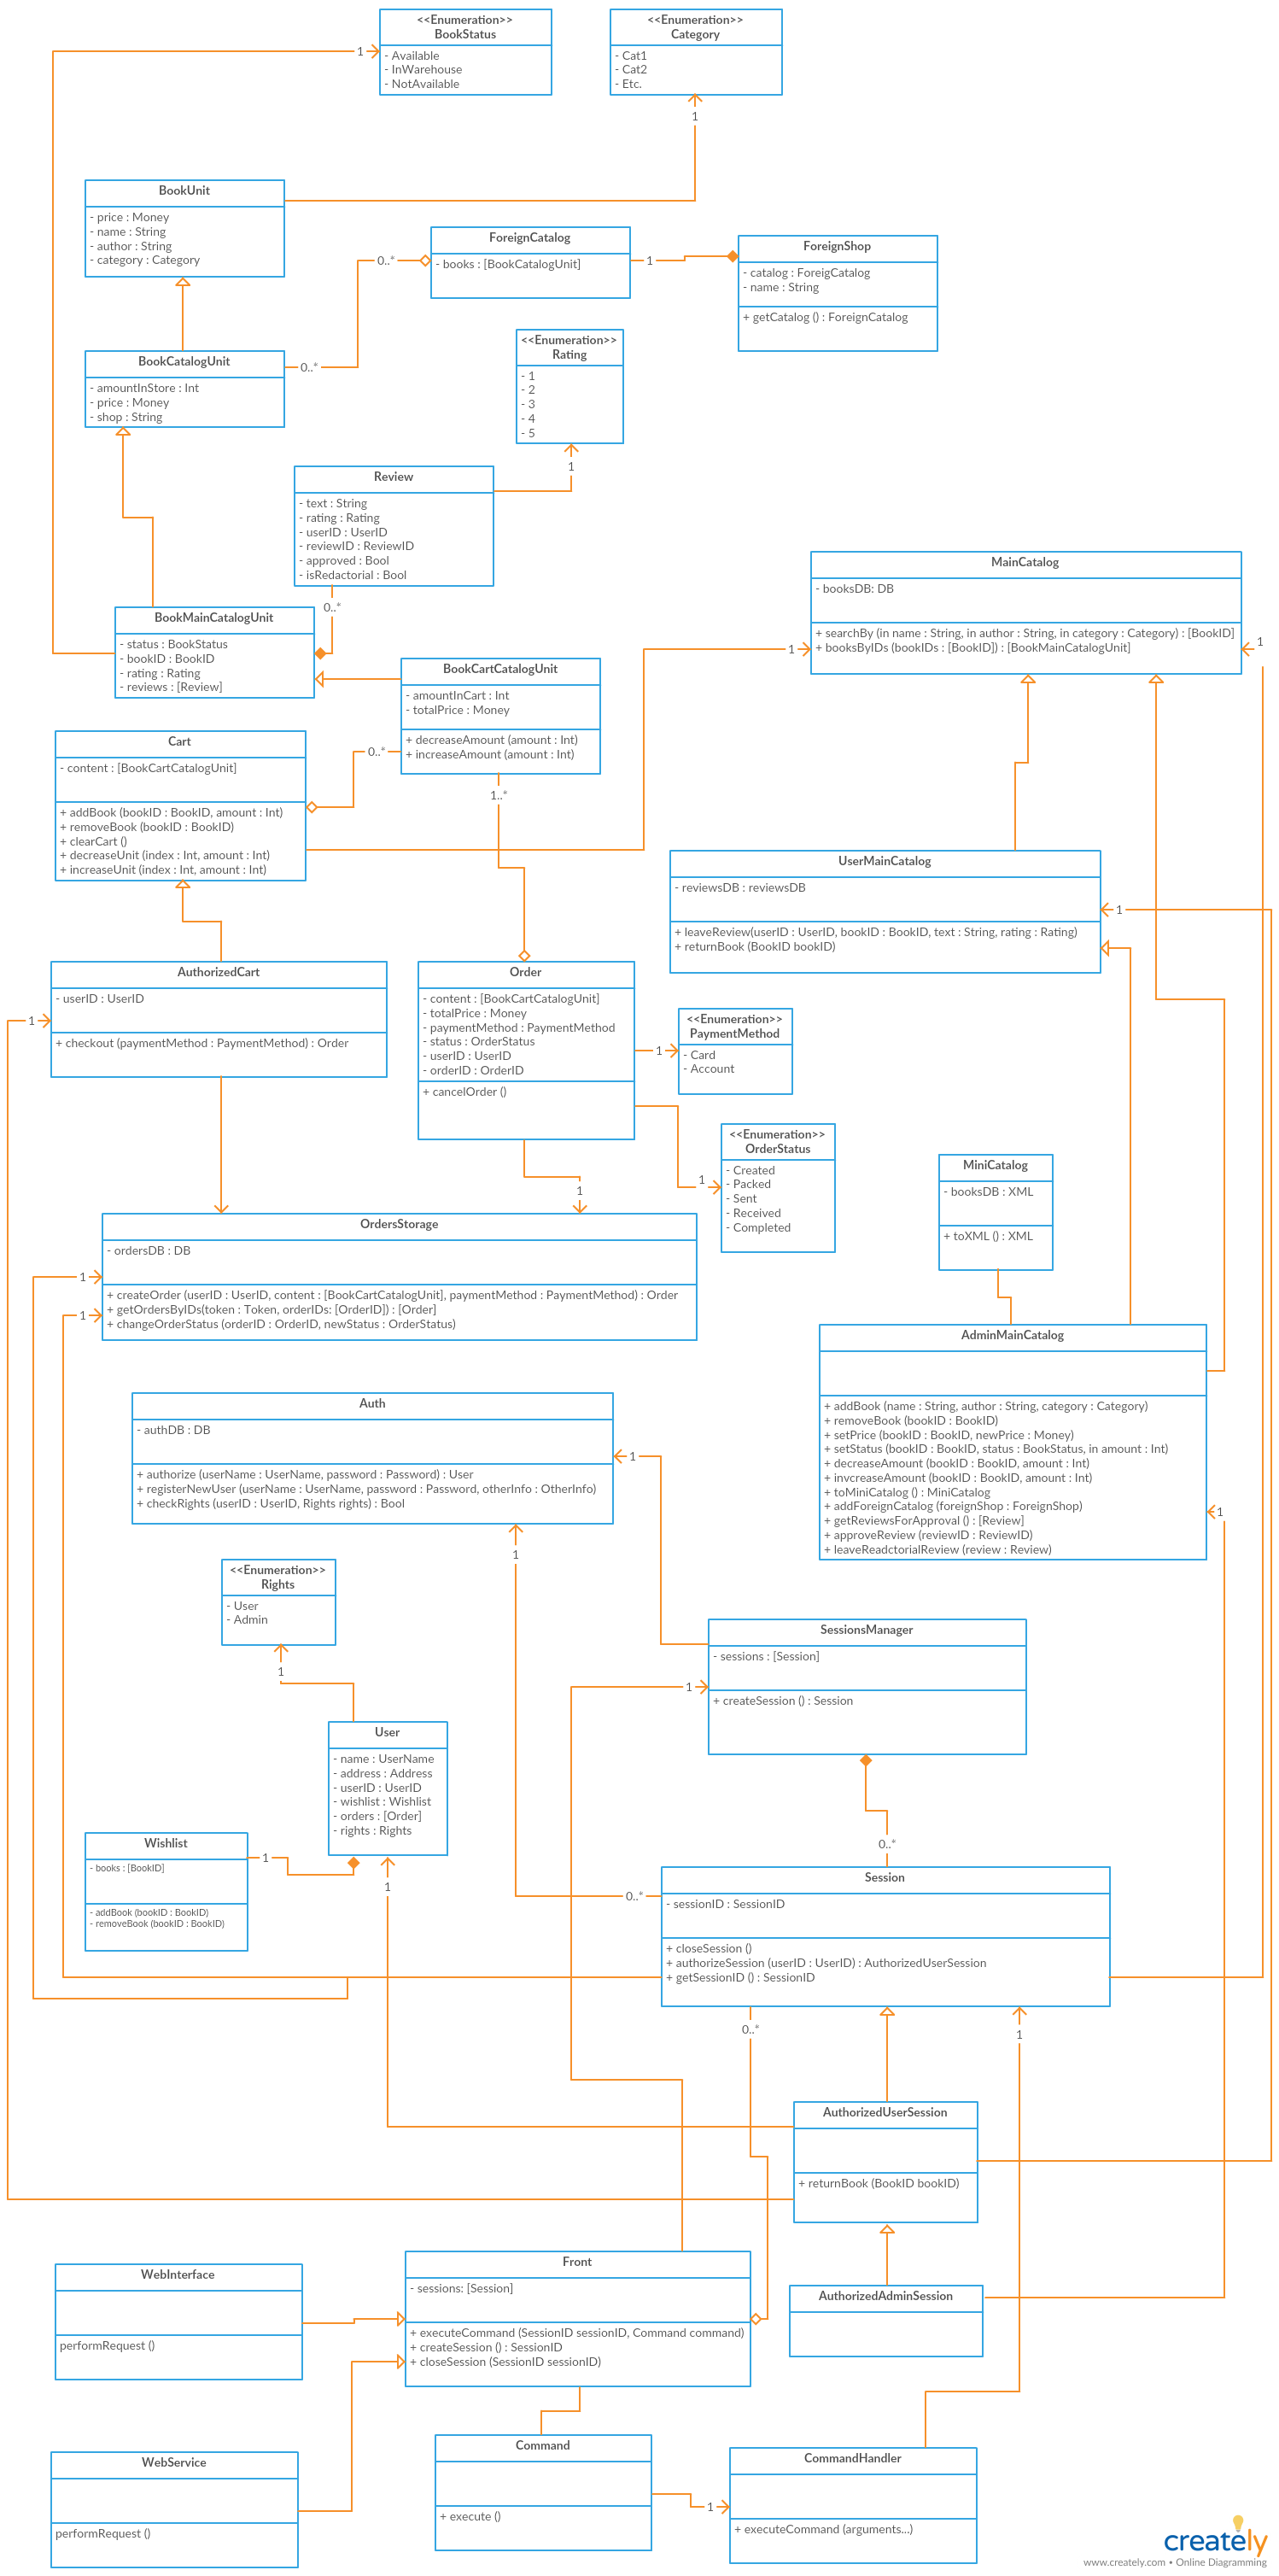 <<Enumeration>>
BookStatus
- Available
- InWarehouse
- NotAvailable
<<Enumeration>>
Category
- Cat1
- Cat2
- Etc.
1
1
BookUnit
- price : Money
- name : String
- author : String
- category : Category
ForeignCatalog
- books : [BookCatalogUnit]
0..*
1
ForeignShop
- catalog : ForeigCatalog
- name : String
+ getCatalog () : ForeignCatalog
<<Enumeration>>
Rating
- 1
- 2
- 3
- 4
- 5
BookCatalogUnit
- amountInStore : Int
- price : Money
- shop : String
0..*
1
Review
- text : String
- rating : Rating
- userID : UserID
- reviewID : ReviewID
- approved : Bool
- isRedactorial : Bool
0..*
MainCatalog
- booksDB: DB
+ searchBy (in name : String, in author : String, in category : Category) : [BookID]
+ booksByIDs (bookIDs : [BookID]) : [BookMainCatalogUnit]
1
1
BookMainCatalogUnit
- status : BookStatus
- bookID : BookID
- rating : Rating
- reviews : [Review]
BookCartCatalogUnit
- amountInCart : Int
- totalPrice : Money
+ decreaseAmount (amount : Int)
+ increaseAmount (amount : Int)
Cart
- content : [BookCartCatalogUnit]
+ addBook (bookID : BookID, amount : Int)
+ removeBook (bookID : BookID)
+ clearCart ()
+ decreaseUnit (index : Int, amount : Int)
+ increaseUnit (index : Int, amount : Int)
0..*
1..*
UserMainCatalog
- reviewsDB : reviewsDB
+ leaveReview(userID : UserID, bookID : BookID, text : String, rating : Rating)
+ returnBook (BookID bookID)
1
AuthorizedCart
- userID : UserID
+ checkout (paymentMethod : PaymentMethod) : Order
1
Order
- content : [BookCartCatalogUnit]
- totalPrice : Money
- paymentMethod : PaymentMethod
- status : OrderStatus
- userID : UserID
- orderID : OrderID
+ cancelOrder ()
1
<<Enumeration>>
PaymentMethod
- Card
- Account
<<Enumeration>>
OrderStatus
- Created
- Packed
- Sent
- Received
- Completed
1
1
MiniCatalog
- booksDB : XML
+ toXML () : XML
OrdersStorage
- ordersDB : DB
+ createOrder (userID : UserID, content : [BookCartCatalogUnit], paymentMethod : PaymentMethod) : Order
+ getOrdersByIDs(token : Token, orderIDs: [OrderID]) : [Order]
+ changeOrderStatus (orderID : OrderID, newStatus : OrderStatus)
1
1
AdminMainCatalog
+ addBook (name : String, author : String, category : Category)
+ removeBook (bookID : BookID)
+ setPrice (bookID : BookID, newPrice : Money)
+ setStatus (bookID : BookID, status : BookStatus, in amount : Int)
+ decreaseAmount (bookID : BookID, amount : Int)
+ invcreaseAmount (bookID : BookID, amount : Int)
+ toMiniCatalog () : MiniCatalog
+ addForeignCatalog (foreignShop : ForeignShop)
+ getReviewsForApproval () : [Review]
+ approveReview (reviewID : ReviewID)
+ leaveReadctorialReview (review : Review)
1
Auth
- authDB : DB
+ authorize (userName : UserName, password : Password) : User
+ registerNewUser (userName : UserName, password : Password, otherInfo : OtherInfo)
+ checkRights (userID : UserID, Rights rights) : Bool
1
1
<<Enumeration>>
Rights
- User
- Admin
1
SessionsManager
- sessions : [Session]
+ createSession () : Session
1
User
- name : UserName
- address : Address
- userID : UserID
- wishlist : Wishlist
- orders : [Order]
- rights : Rights
Wishlist
- books : [BookID]
- addBook (bookID : BookID)
- removeBook (bookID : BookID)
1
1
0..*
0..*
Session
- sessionID : SessionID
+ closeSession ()
+ authorizeSession (userID : UserID) : AuthorizedUserSession
+ getSessionID () : SessionID
0..*
1
AuthorizedUserSession
+ returnBook (BookID bookID)
AuthorizedAdminSession
Front
- sessions: [Session]
+ executeCommand (SessionID sessionID, Command command)
+ createSession () : SessionID
+ closeSession (SessionID sessionID)
WebInterface
performRequest ()
WebService
performRequest ()
Command
+ execute ()
1
CommandHandler
+ executeCommand (arguments...)
creately
www.creately.com • Online Diagramming